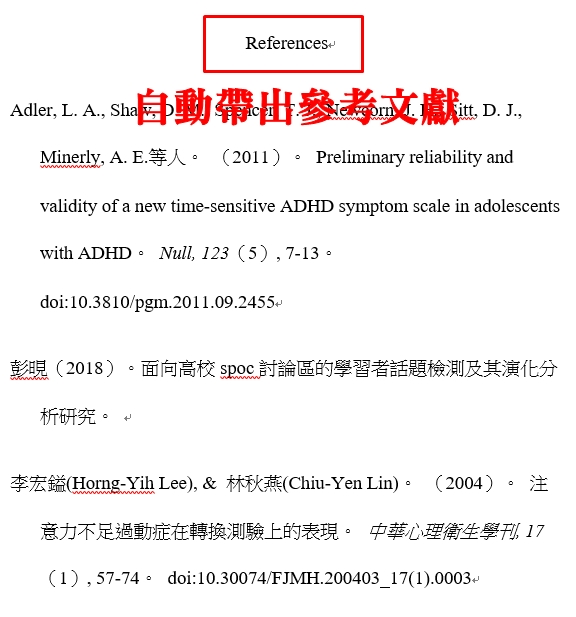 References
自動帶出參考文獻
Adler, L. A., Shaw, D. M., Spencer, T. J., Newcorn, J. H., Sitt, D. J.,
Minerly, A. E.等人。 （2011）。 Preliminary reliability and
validity of a new time-sensitive ADHD symptom scale in adolescents
with ADHD。 Null, 123（5）, 7-13。
doi:10.3810/pgm.2011.09.2455
彭晛（2018）。面向高校 spoc 討論區的學習者話題檢測及其演化分
析研究。
李宏鎰(Horng-Yih Lee), & 林秋燕(Chiu-Yen Lin)。 （2004）。 注
意力不足過動症在轉換測驗上的表現。 中華心理衛生學刊, 17
（1）, 57-74。 doi:10.30074/FJMH.200403_17(1).0003